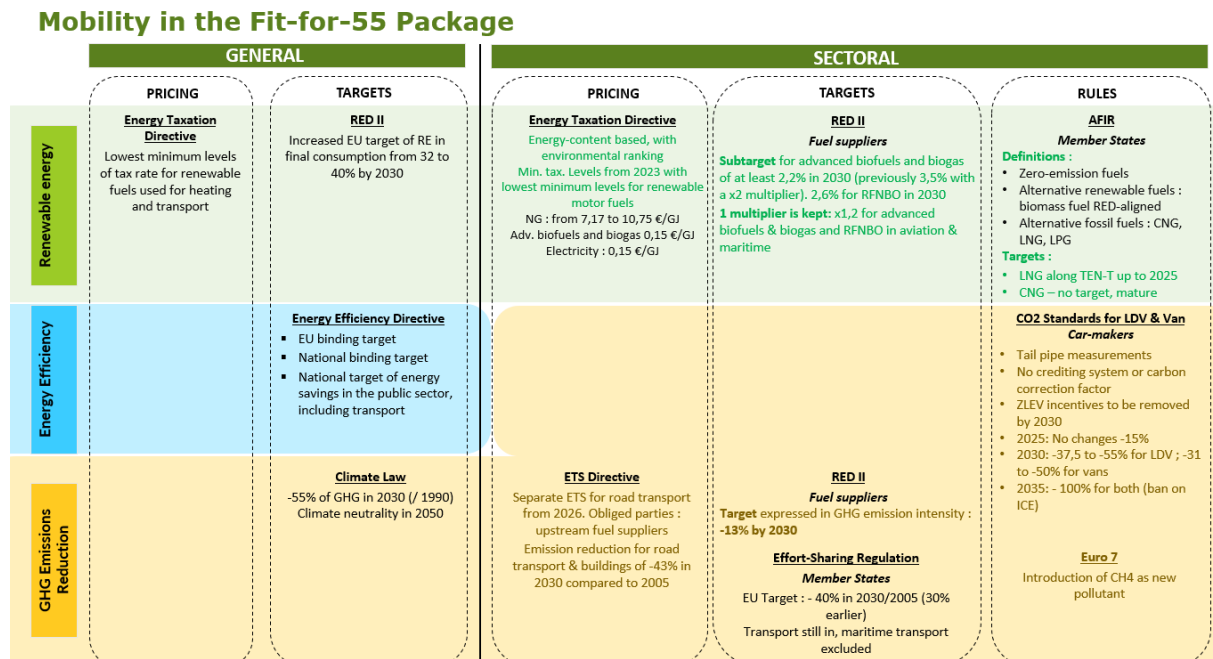 Mobility in the Fit-for-55 Package
GENERAL
SECTORAL
PRICING
TARGETS
PRICING
TARGETS
RULES
Renewable energy
Energy Taxation
Directive
Lowest minimum levels
of tax rate for renewable
fuels used for heating
and transport
RED II
Increased EU target of RE in
final consumption from 32 to
40% by 2030
Energy Taxation Directive
Energy-content based, with
environmental ranking
Min. tax. Levels from 2023 with
lowest minimum levels for renewable
motor fuels
NG : from 7,17 to 10,75 €/GJ
Adv. biofuels and biogas 0,15 €/GJ
Electricity : 0,15 €/GJ
RED II
Fuel suppliers
Subtarget for advanced biofuels and biogas
of at least 2,2% in 2030 (previously 3,5% with
a x2 multiplier). 2,6% for RFNBO in 2030
1 multiplier is kept: x1,2 for advanced
biofuels & biogas and RFNBO in aviation &
maritime
AFIR
Member States
Definitions :
• Zero-emission fuels
• Alternative renewable fuels :
biomass fuel RED-aligned
• Alternative fossil fuels : CNG,
LNG, LPG
Targets :
• LNG along TEN-T up to 2025
• CNG – no target, mature
Energy Efficiency
Energy Efficiency Directive
▪ EU binding target
▪ National binding target
▪ National target of energy
savings in the public sector,
including transport
CO2 Standards for LDV & Van
Car-makers
• Tail pipe measurements
• No crediting system or carbon
correction factor
• ZLEV incentives to be removed
by 2030
• 2025: No changes -15%
• 2030: -37,5 to -55% for LDV ; -31
to -50% for vans
• 2035: - 100% for both (ban on
ICE)
GHG Emissions
Reduction
Climate Law
-55% of GHG in 2030 (/ 1990)
Climate neutrality in 2050
ETS Directive
Separate ETS for road transport
from 2026. Obliged parties :
upstream fuel suppliers
Emission reduction for road
transport & buildings of -43% in
2030 compared to 2005
RED II
Fuel suppliers
Target expressed in GHG emission intensity :
-13% by 2030
Effort-Sharing Regulation
Member States
EU Target : - 40% in 2030/2005 (30%
earlier)
Transport still in, maritime transport
excluded
Euro 7
Introduction of CH4 as new
pollutant